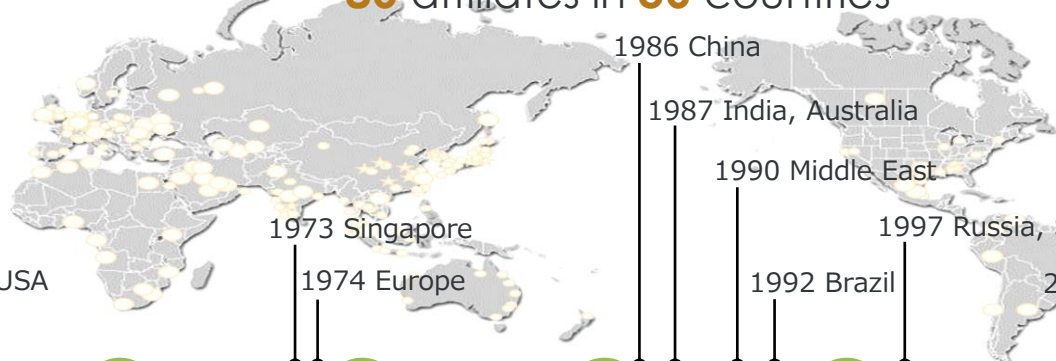 affiliates in countries
1986 China
1987 India, Australia
1990 Middle East
1973 Singapore
1997 Russia,
USA
1974 Europe
1992 Brazil
2